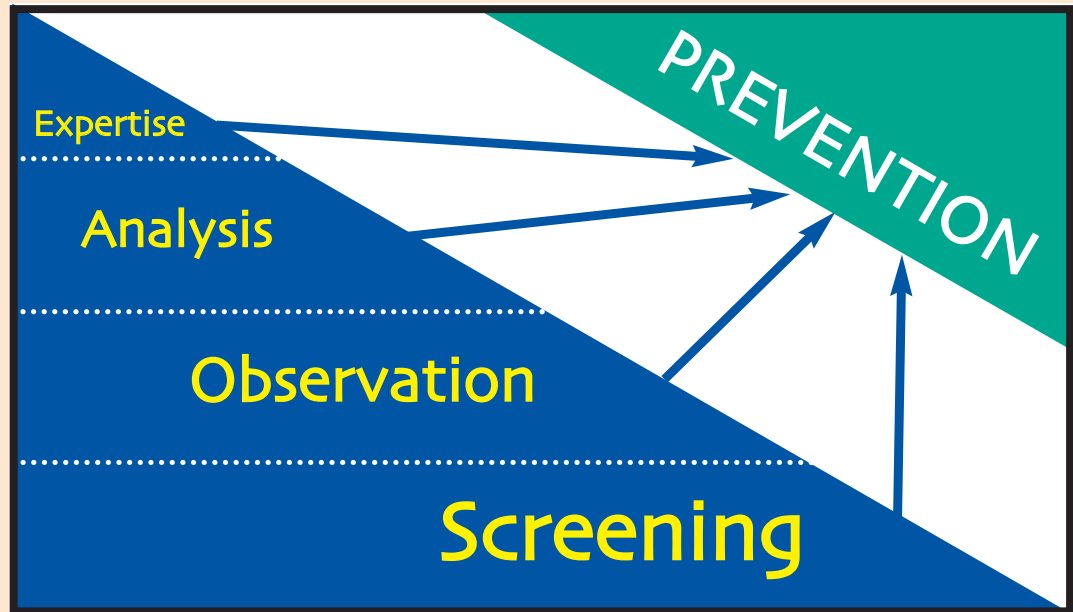 PREVENTION
Expertise
Analysis
Observation
Screening